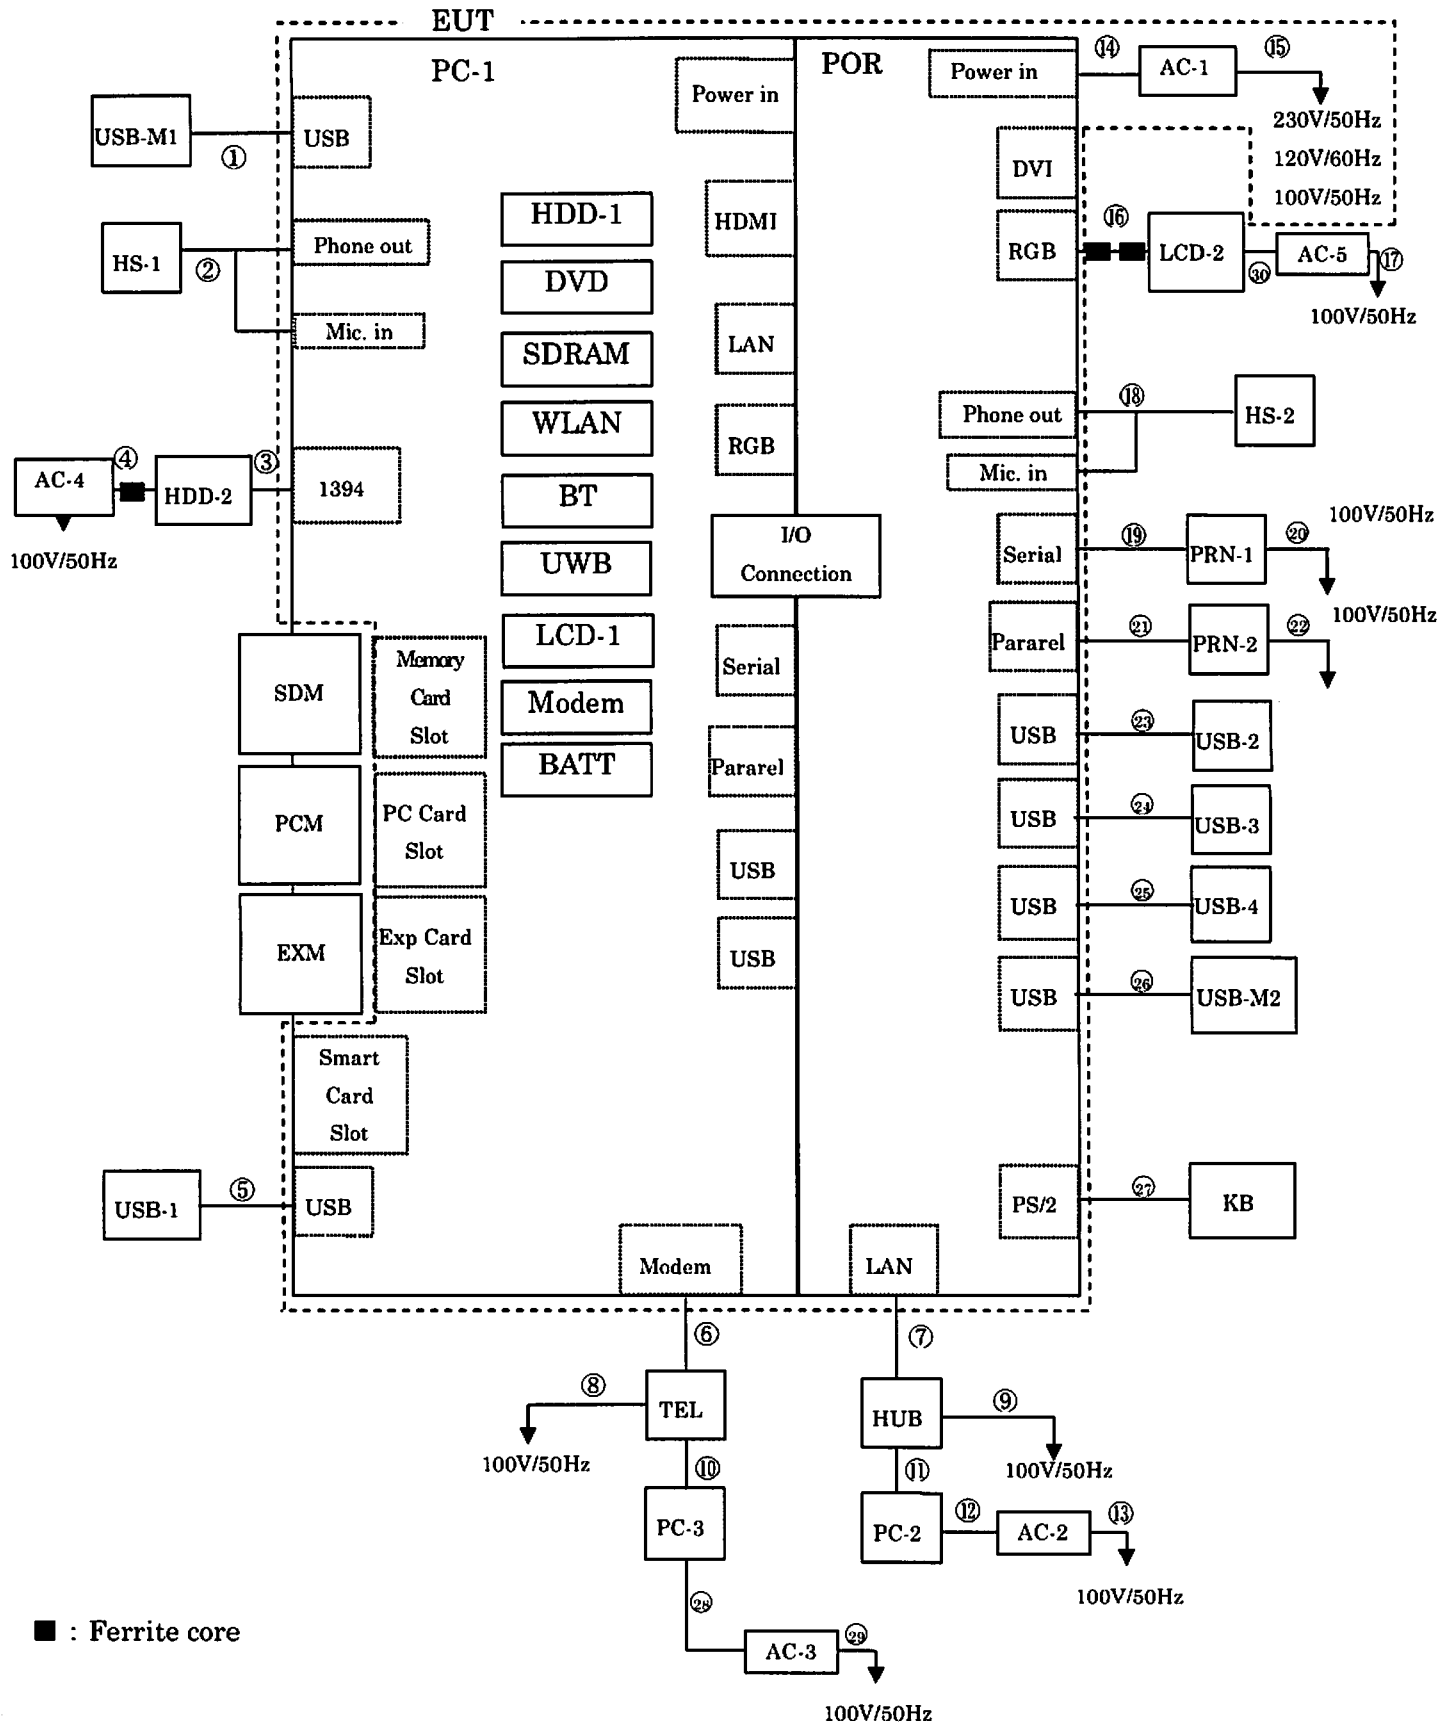 EUT
PC-1
POR
Power in
Power in
⑭
AC-1
⑮
230V/50Hz
120V/60Hz
100V/50Hz
USB-M1
①
USB
DVI
HDD-1
HDMI
RGB
⑯
LCD-2
㉚
AC-5
⑰
100V/50Hz
HS-1
②
Phone out
Mic. in
DVD
SDRAM
LAN
WLAN
RGB
Phone out
⑱
HS-2
Mic. in
AC-4
④
HDD-2
③
1394
100V/50Hz
BT
I/O
Connection
UWB
Serial
⑲
PRN-1
⑳
100V/50Hz
LCD-1
Pararel
㉑
PRN-2
㉒
100V/50Hz
SDM
Memory
Card
Slot
Modem
Serial
USB
㉓
USB-2
BATT
Pararel
PCM
PC Card
Slot
USB
㉔
USB-3
USB
USB
㉕
USB-4
EXM
Exp Card
Slot
USB
USB
㉖
USB-M2
Smart
Card
Slot
USB-1
⑤
USB
PS/2
㉗
KB
Modem
LAN
⑥
⑦
⑧
TEL
100V/50Hz
HUB
⑨
100V/50Hz
⑩
⑪
PC-3
PC-2
⑫
AC-2
⑬
100V/50Hz
㉘
AC-3
㉙
100V/50Hz
■ : Ferrite core